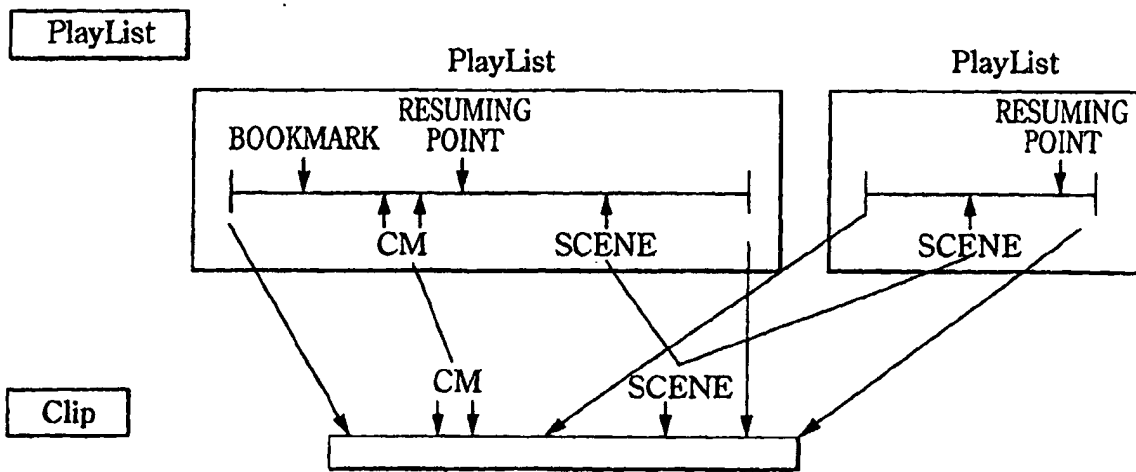 PlayList
PlayList
PlayList
BOOKMARK
RESUMING
POINT
RESUMING
POINT
CM
SCENE
SCENE
CM
SCENE
Clip